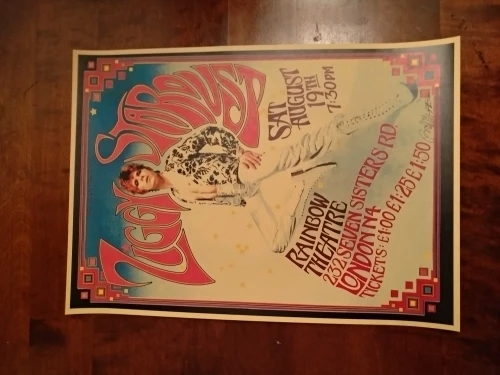 ZIGGY STARDUST
SAT
AUGUST
19TH
7:30PM
RAINBOW
THEATRE
232 SEVEN SISTERS RD
LONDON N4
TICKETS: £1·00 £1·25 £1·50